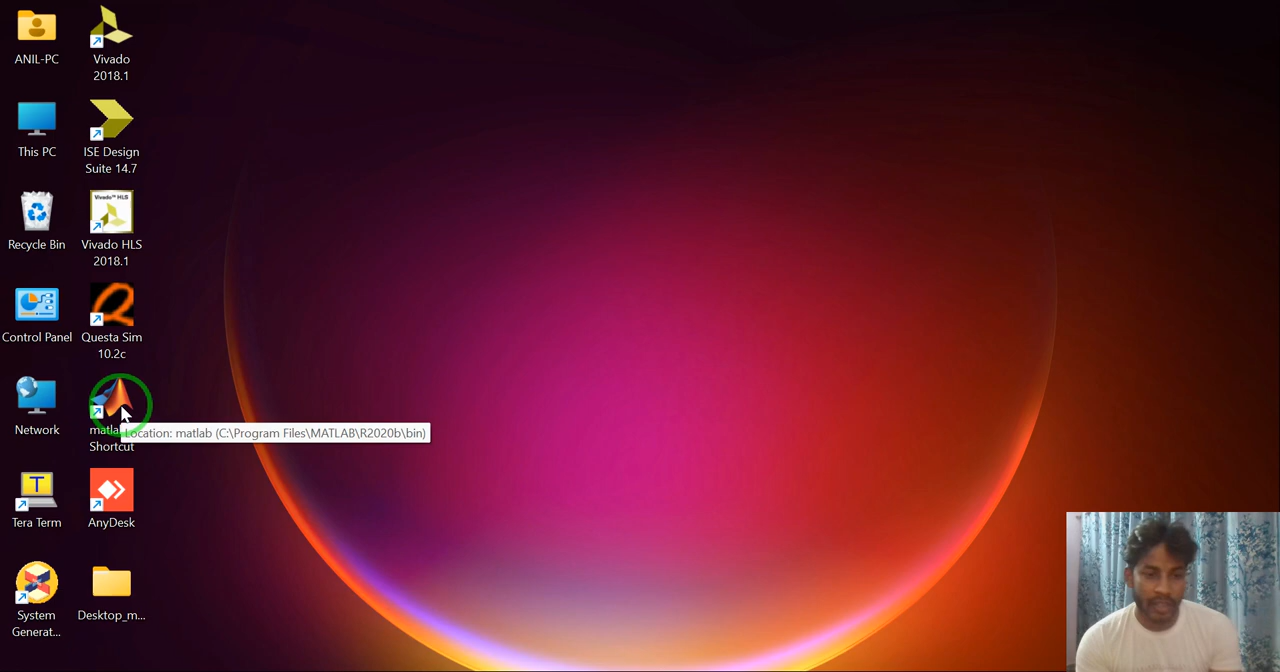 ANIL-PC
Vivado
2018.1
This PC
ISE Design
Suite 14.7
Recycle Bin
Vivado™ HLS
Vivado HLS
2018.1
Control Panel
Questa Sim
10.2c
Network
Shortcut
Location: matlab (C:\Program Files\MATLAB\R2020b\bin)
T
Tera Term
AnyDesk
System
Generat...
Desktop_m...